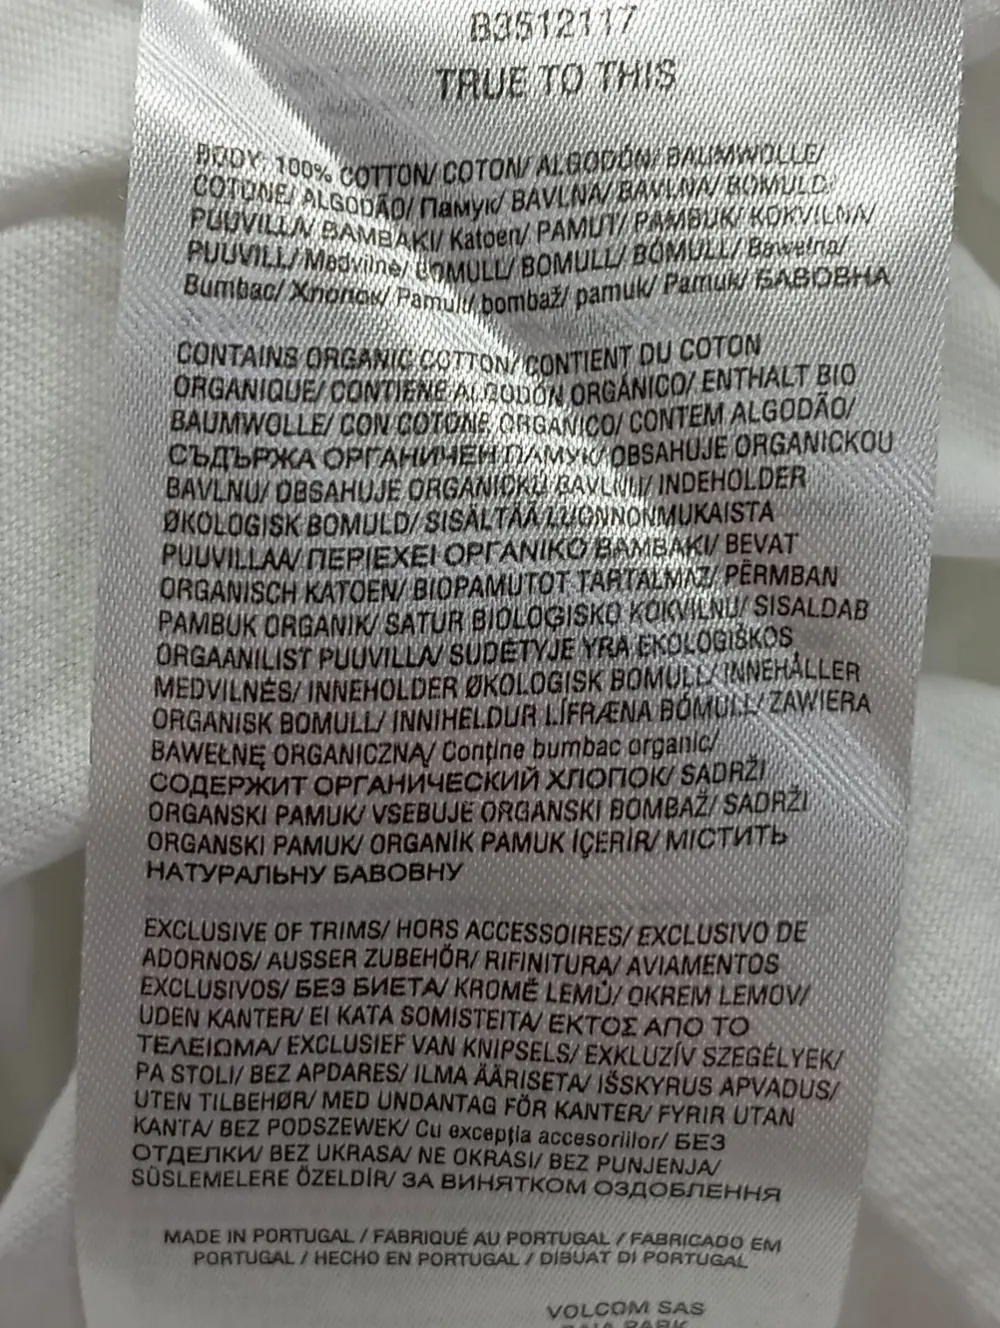 B3512117
TRUE TO THIS
BODY: 100% COTTON/ COTON/ ALGODÓN/ BAUMWOLLE/
COTONE/ ALGODÃO/ Памук/ BAVLNA/ BAVLNA/ BOMULD/
PUUVILLA/ BAMBAKI/ Katoen/ PAMUT/ PAMBUK/ KOKVILNA/
PUUVILL/ Medvilnė/ BOMULL/ BOMULL/ BÓMULL/ Bawełna/
Bumbac/ Хлопок/ Pamuk/ bombaž/ pamuk/ Pamuk/ БАВОВНА
CONTAINS ORGANIC COTTON/ CONTIENT DU COTON
ORGANIQUE/ CONTIENE ALGODÓN ORGÁNICO/ ENTHALT BIO
BAUMWOLLE/ CON COTONE ORGANICO/ CONTEM ALGODÃO/
СЪДЪРЖА ОРГАНИЧЕН ПАМУК/ OBSAHUJE ORGANICKOU
BAVLNU/ OBSAHUJE ORGANICKÚ BAVLNU/ INDEHOLDER
ØKOLOGISK BOMULD/ SISÄLTÄÄ LUONNONMUKAISTA
PUUVILLAA/ ΠΕΡΙΕΧΕΙ ΟΡΓΑΝΙΚΟ BAMBAKI/ BEVAT
ORGANISCH KATOEN/ BIOPAMUTOT TARTALMAZ/ PËRMBAN
PAMBUK ORGANIK/ SATUR BIOLOĢISKO KOKVILNU/ SISALDAB
ORGAANILIST PUUVILLA/ SUDĖTYJE YRA EKOLOGIŠKOS
MEDVILNĖS/ INNEHOLDER ØKOLOGISK BOMULL/ INNEHÅLLER
ORGANISK BOMULL/ INNIHELDUR LÍFRÆNA BÓMULL/ ZAWIERA
BAWEŁNĘ ORGANICZNĄ/ Conține bumbac organic/
СОДЕРЖИТ ОРГАНИЧЕСКИЙ ХЛОПОК/ SADRŽI
ORGANSKI PAMUK/ VSEBUJE ORGANSKI BOMBAŽ/ SADRŽI
ORGANSKI PAMUK/ ORGANİK PAMUK İÇERİR/ МІСТИТЬ
НАТУРАЛЬНУ БАВОВНУ
EXCLUSIVE OF TRIMS/ HORS ACCESSOIRES/ EXCLUSIVO DE
ADORNOS/ AUSSER ZUBEHÖR/ RIFINITURA/ AVIAMENTOS
EXCLUSIVOS/ БЕЗ БИЕТА/ KROMĚ LEMŮ/ OKREM LEMOV/
UDEN KANTER/ EI KATA SOMISTEITA/ ΕΚΤΟΣ ΑΠΟ ΤΟ
ΤΕΛΕΙΩΜΑ/ EXCLUSIEF VAN KNIPSELS/ EXKLUZÍV SZEGÉLYEK/
PA STOLI/ BEZ APDARES/ ILMA ÄÄRISETA/ IŠSKYRUS APVADUS/
UTEN TILBEHØR/ MED UNDANTAG FÖR KANTER/ FYRIR UTAN
KANTA/ BEZ PODSZEWEK/ Cu excepția accesoriilor/ БЕЗ
ОТДЕЛКИ/ BEZ UKRASA/ NE OKRASI/ BEZ PUNJENJA/
SÜSLEMELERE ÖZELDİR/ ЗА ВИНЯТКОМ ОЗДОБЛЕННЯ
MADE IN PORTUGAL / FABRIQUÉ AU PORTUGAL / FABRICADO EM
PORTUGAL / HECHO EN PORTUGAL / DIBUAT DI PORTUGAL
VOLCOM SAS